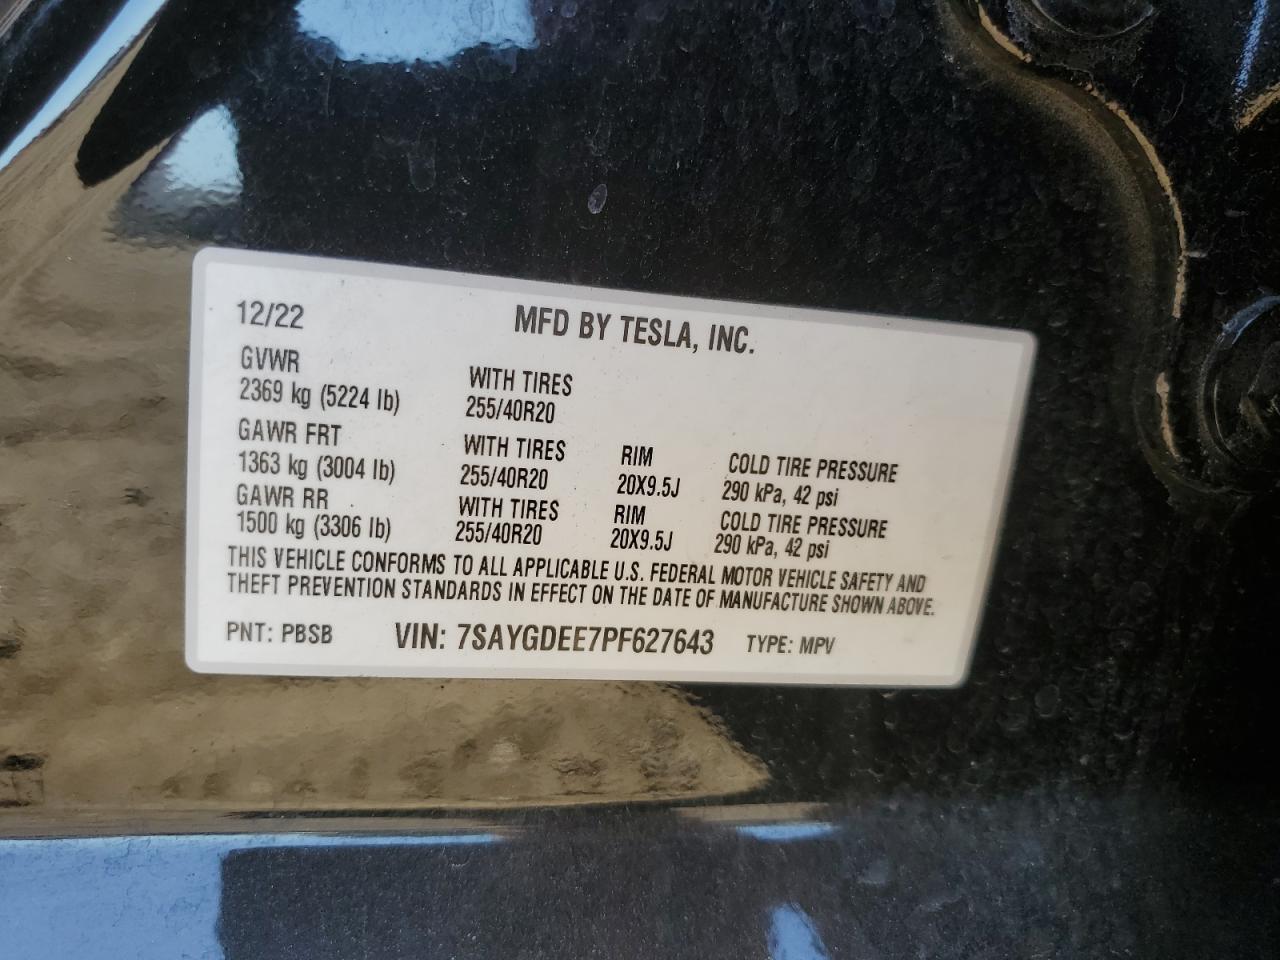 12/22 MFD BY TESLA, INC.
GVWR WITH TIRES
2369 kg (5224 lb) 255/40R20
GAWR FRT WITH TIRES RIM COLD TIRE PRESSURE
1363 kg (3004 lb) 255/40R20 20X9.5J 290 kPa, 42 psi
GAWR RR WITH TIRES RIM COLD TIRE PRESSURE
1500 kg (3306 lb) 255/40R20 20X9.5J 290 kPa, 42 psi
THIS VEHICLE CONFORMS TO ALL APPLICABLE U.S. FEDERAL MOTOR VEHICLE SAFETY AND
THEFT PREVENTION STANDARDS IN EFFECT ON THE DATE OF MANUFACTURE SHOWN ABOVE.
PNT: PBSB VIN: 7SAYGDEE7PF627643 TYPE: MPV